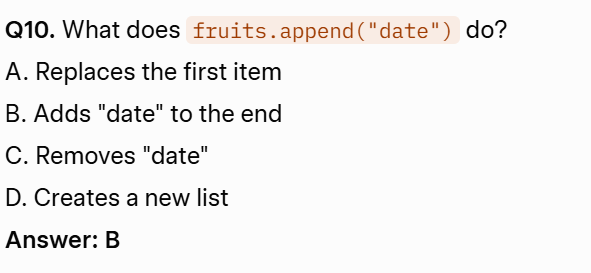 Q10. What does fruits.append("date") do?
A. Replaces the first item
B. Adds "date" to the end
C. Removes "date"
D. Creates a new list
Answer: B